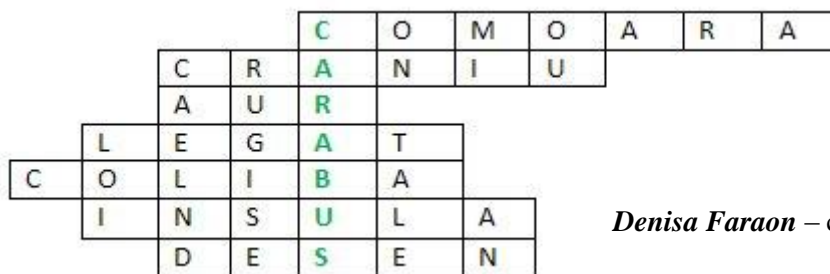 C O M O A R A
C R A N I U
A U R
L E G A T
C O L I B A
I N S U L A
Denisa Faraon –
D E S E N